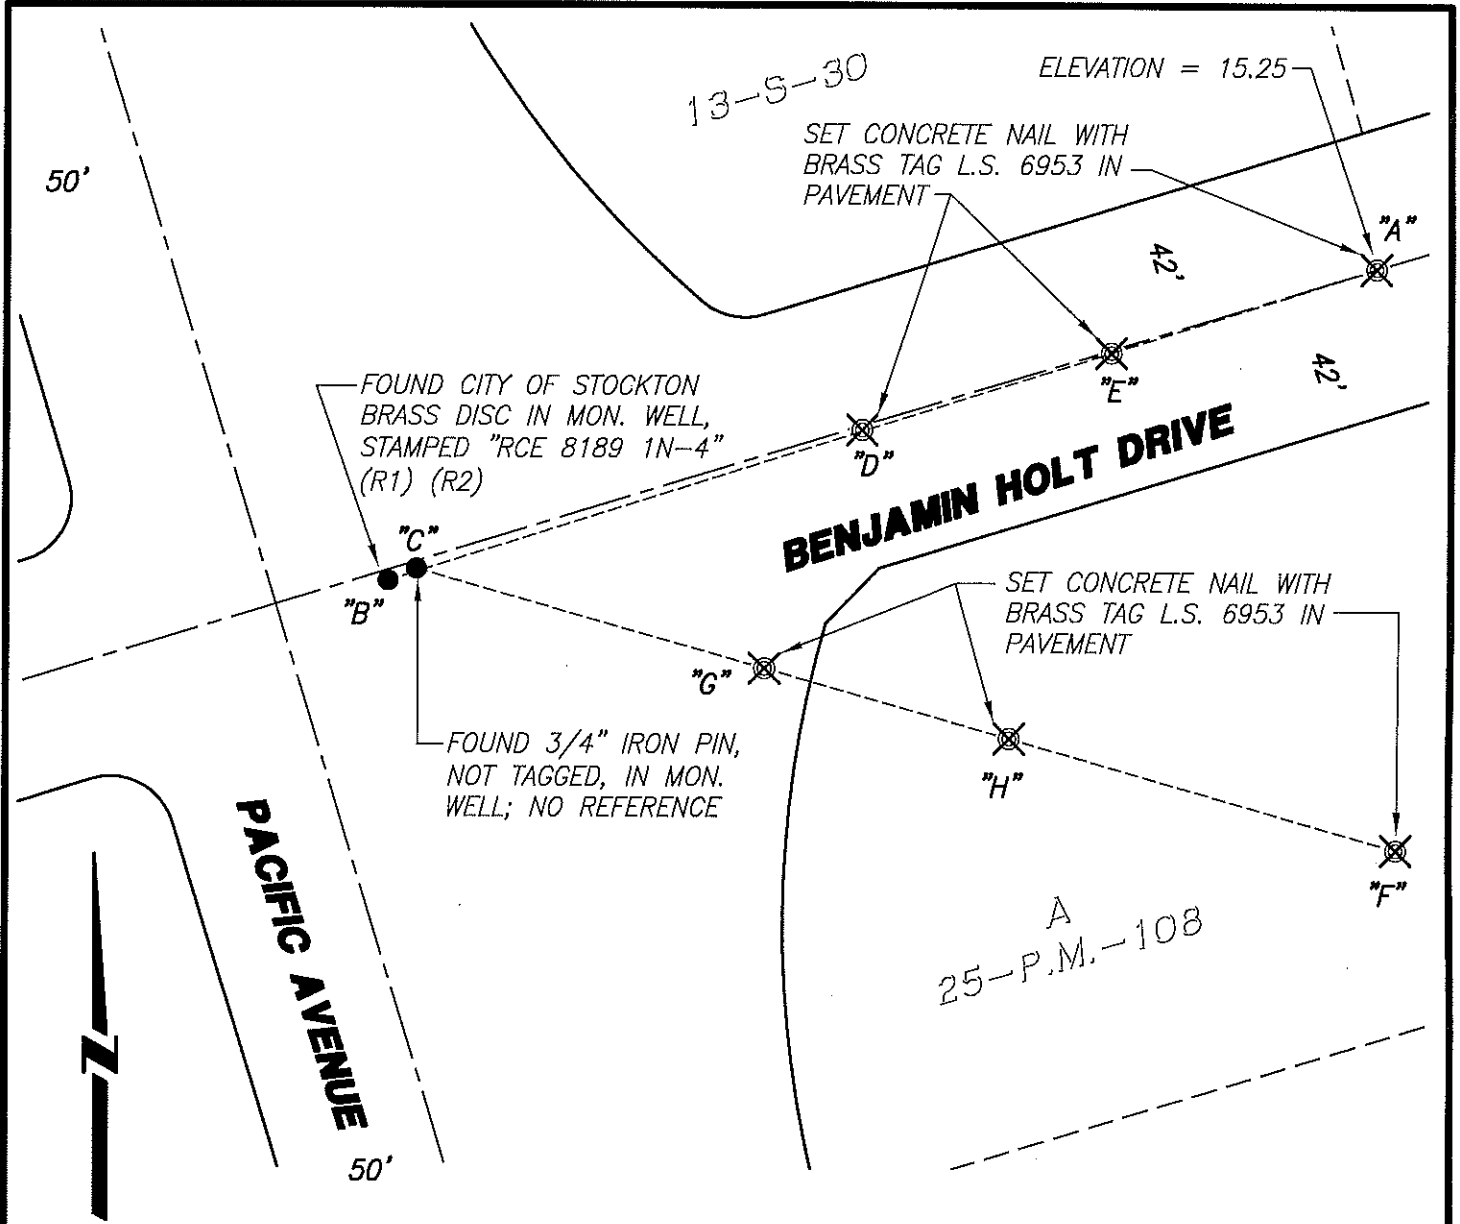 13-S-30
ELEVATION = 15.25
SET CONCRETE NAIL WITH
BRASS TAG L.S. 6953 IN
PAVEMENT
50'
"A"
42'
42'
"E"
FOUND CITY OF STOCKTON
BRASS DISC IN MON. WELL,
STAMPED "RCE 8189 1N-4"
(R1) (R2)
"D"
BENJAMIN HOLT DRIVE
"C"
"B"
SET CONCRETE NAIL WITH
BRASS TAG L.S. 6953 IN
PAVEMENT
"G"
FOUND 3/4" IRON PIN,
NOT TAGGED, IN MON.
WELL; NO REFERENCE
"H"
"F"
PACIFIC AVENUE
A
25-P.M.-108
N
50'